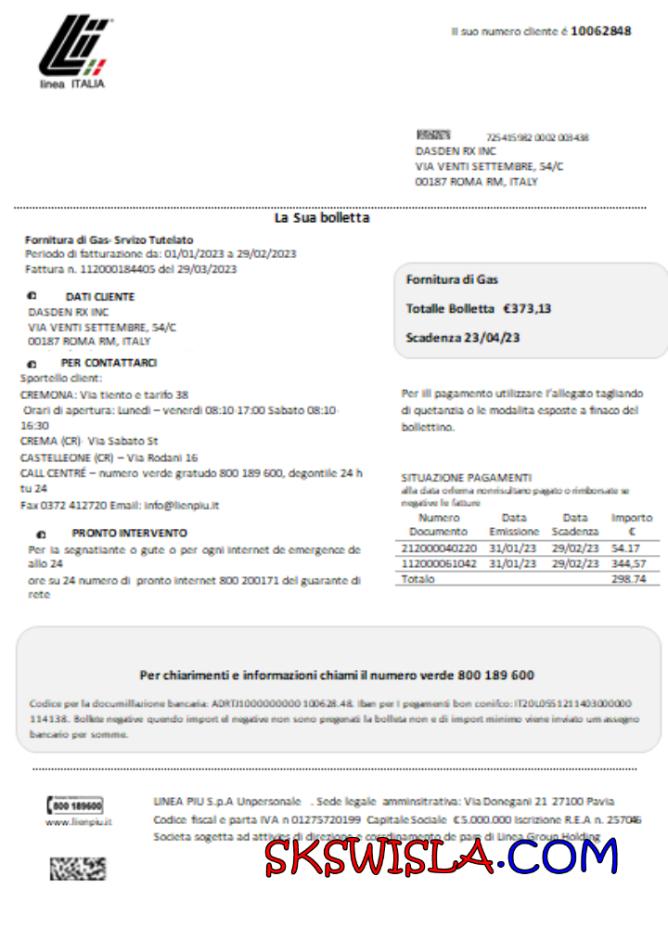 linea ITALIA
Il suo numero cliente é 10062848
725415982 0002 003438
DASDEN RX INC
VIA VENTI SETTEMBRE, 54/C
00187 ROMA RM, ITALY
La Sua bolletta
Fornitura di Gas- Srvizo Tutelato
Periodo di fatturazione da: 01/01/2023 a 29/02/2023
Fattura n. 112000184405 del 29/03/2023
DATI CLIENTE
DASDEN RX INC
VIA VENTI SETTEMBRE, 54/C
00187 ROMA RM, ITALY
PER CONTATTARCI
Sportello client:
CREMONA: Via tiento e tarifo 38
Orari di apertura: Lunedi – venerdi 08:10-17:00 Sabato 08:10-
16:30
CREMA (CR)  Via Sabato St
CASTELLEONE (CR) – Via Rodani 16
CALL CENTRÉ – numero verde gratudo 800 189 600, degontile 24 h
tu 24
Fax 0372 412720 Email: info@lienpiu.it
PRONTO INTERVENTO
Per la segnatiante o gute o per ogni internet de emergence de
allo 24
ore su 24 numero di  pronto internet 800 200171 del guarante di
rete
Fornitura di Gas
Totalle Bolletta  €373,13
Scadenza 23/04/23
Per ill pagamento utilizzare l'allegato tagliando
di quetanzia o le modalita esposte a finaco del
bollettino.
SITUAZIONE PAGAMENTI
alla data orlema nonrisultano pagato o rimborsate se
negative le fatture
Numero Data Data Importo
Documento Emissione Scadenza €
212000040220 31/01/23 29/02/23 54.17
112000061042 31/01/23 29/02/23 344,57
Totalo 298.74
Per chiarimenti e informazioni chiami il numero verde 800 189 600
Codice per la documillazione bancaria: ADRTJ1000000000 100628.48. Iban per I pegamenti bon conifco: IT20L0551211403000000
114138. Bollete negative quendo import el negative non sono pregenati la bolleta non e di import minimo viene inviato um assegno
bancario per somme.
800 189600
www.lienpiu.it
LINEA PIU S.p.A Unpersonale  . Sede legale  amminsitrativa: Via Donegani 21 27100 Pavia
Codice fiscal e parta IVA n 01275720199  Capitale Sociale  €5.000.000 Iscrizione R.E.A n. 257046
Societa sogetta ad attivies di direzione e coordinamento de pam di Linea Group Holding
SKSWISLA.COM